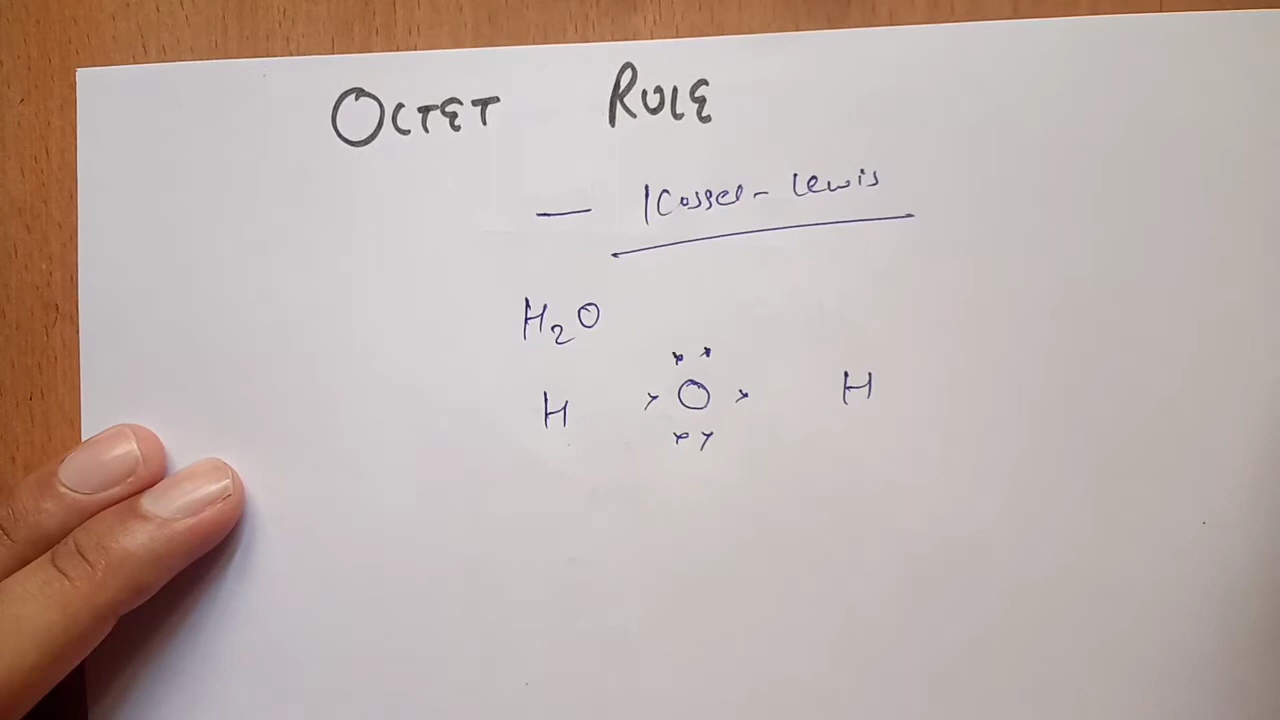 OCTET RULE
— Kossel - Lewis
H₂O
H O H